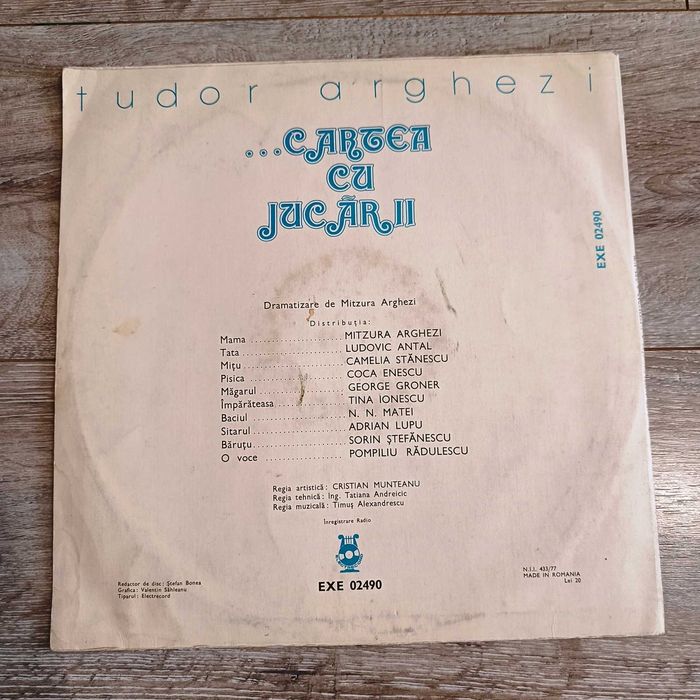 tudor arghezi
...CARTEA
CU
JUCĂRII
EXE 02490
Dramatizare de Mitzura Arghezi
Distribuția:
Mama .................... MITZURA ARGHEZI
Tata .................... LUDOVIC ANTAL
Mițu .................... CAMELIA STĂNESCU
Pisica .................... COCA ENESCU
Măgarul .................... GEORGE GRONER
Împărăteasa .................... TINA IONESCU
Baciul .................... N. N. MATEI
Sitarul .................... ADRIAN LUPU
Băruțu .................... SORIN ȘTEFĂNESCU
O voce .................... POMPILIU RĂDULESCU
Regia artistică: CRISTIAN MUNTEANU
Regia tehnică: Ing. Tatiana Andreicic
Regia muzicală: Timuș Alexandrescu
Înregistrare Radio
Redactor de disc: Ștefan Bonea
Grafica: Valentin Săhleanu
Tiparul: Electrecord
EXE 02490
N.I.I. 433/77
MADE IN ROMANIA
Lei 20